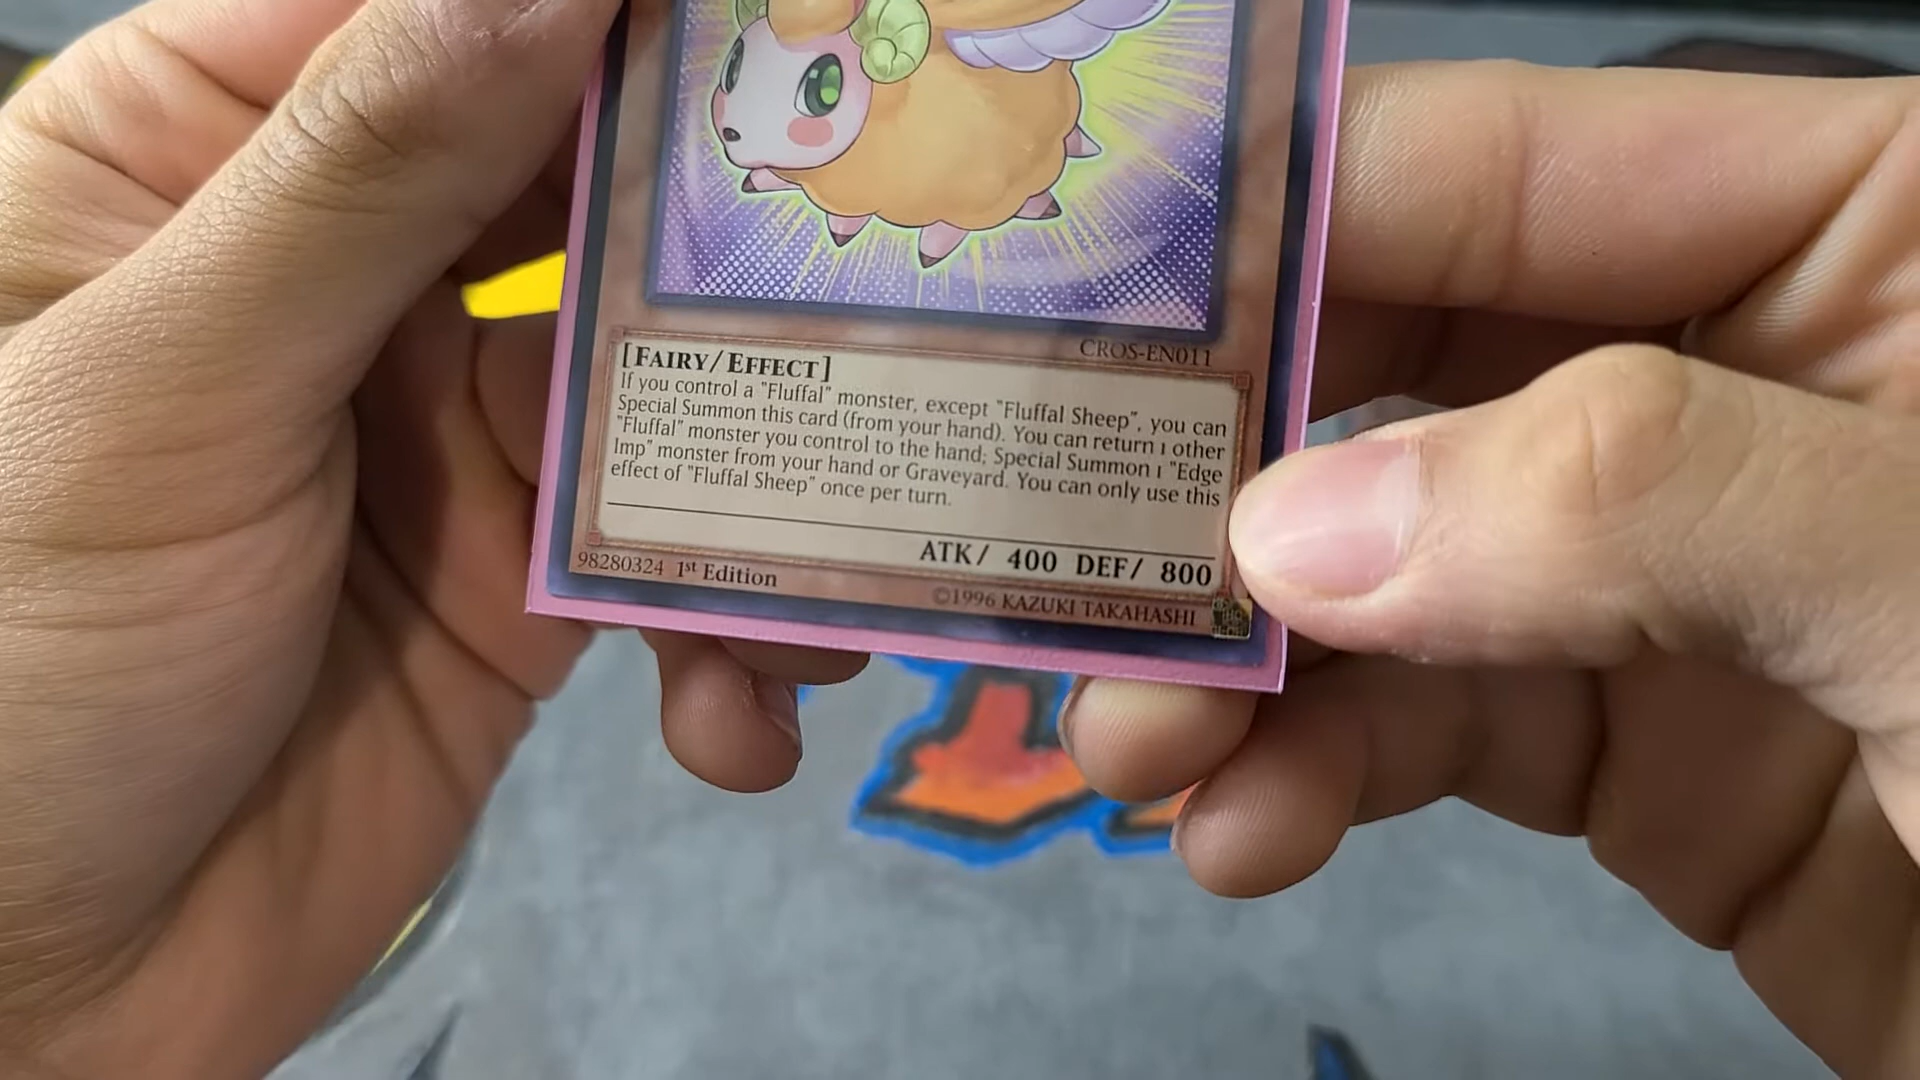 CROS-EN011
[FAIRY/EFFECT]
If you control a "Fluffal" monster, except "Fluffal Sheep", you can
Special Summon this card (from your hand). You can return 1 other
"Fluffal" monster you control to the hand; Special Summon 1 "Edge
Imp" monster from your hand or Graveyard. You can only use this
effect of "Fluffal Sheep" once per turn.
ATK/ 400 DEF/ 800
98280324 1st Edition
©1996 KAZUKI TAKAHASHI